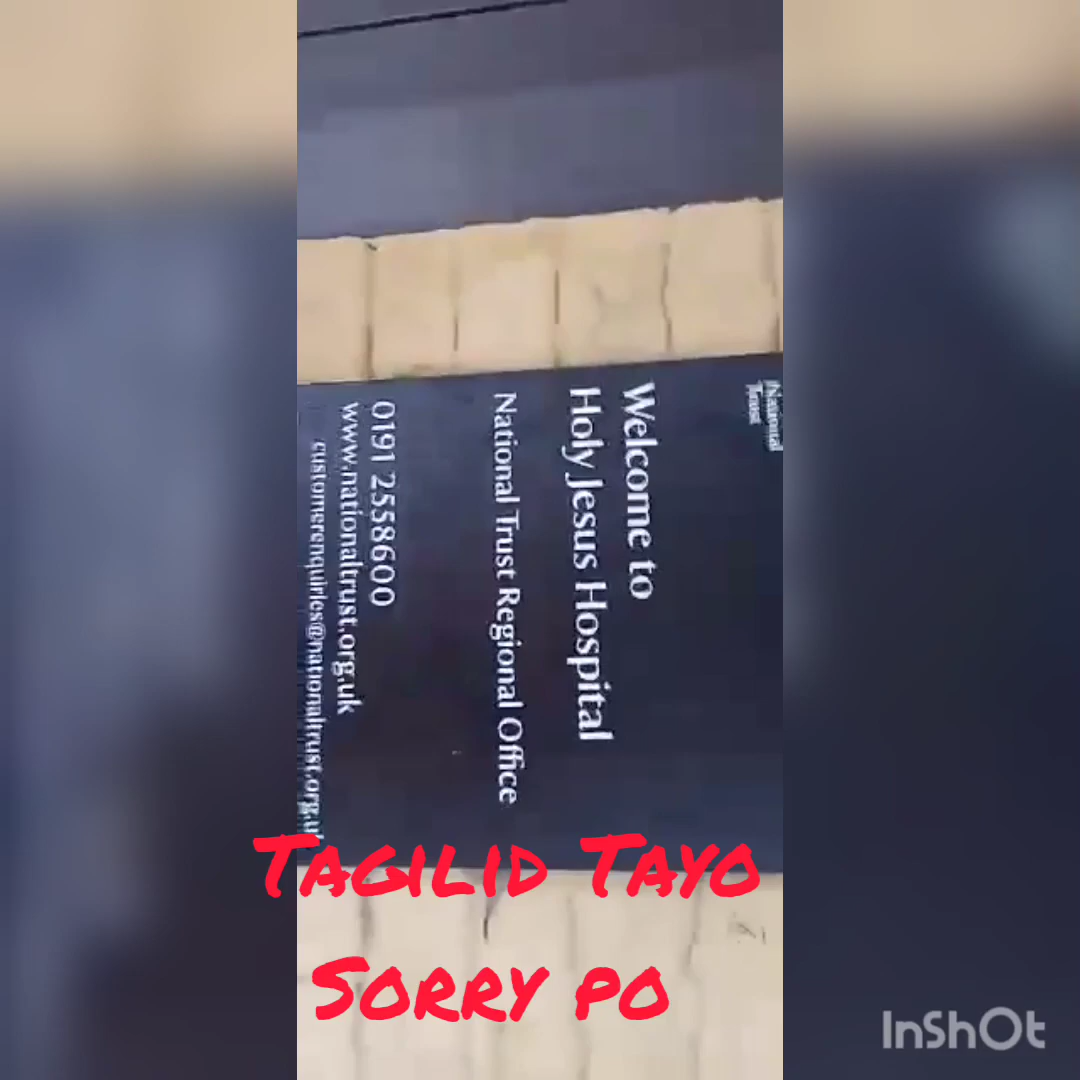 National
Trust
Welcome to
Holy Jesus Hospital
National Trust Regional Office
0191 2558600
www.nationaltrust.org.uk
customerenquiries@nationaltrust.org.uk
Tagilid Tayo
Sorry po
InShOt